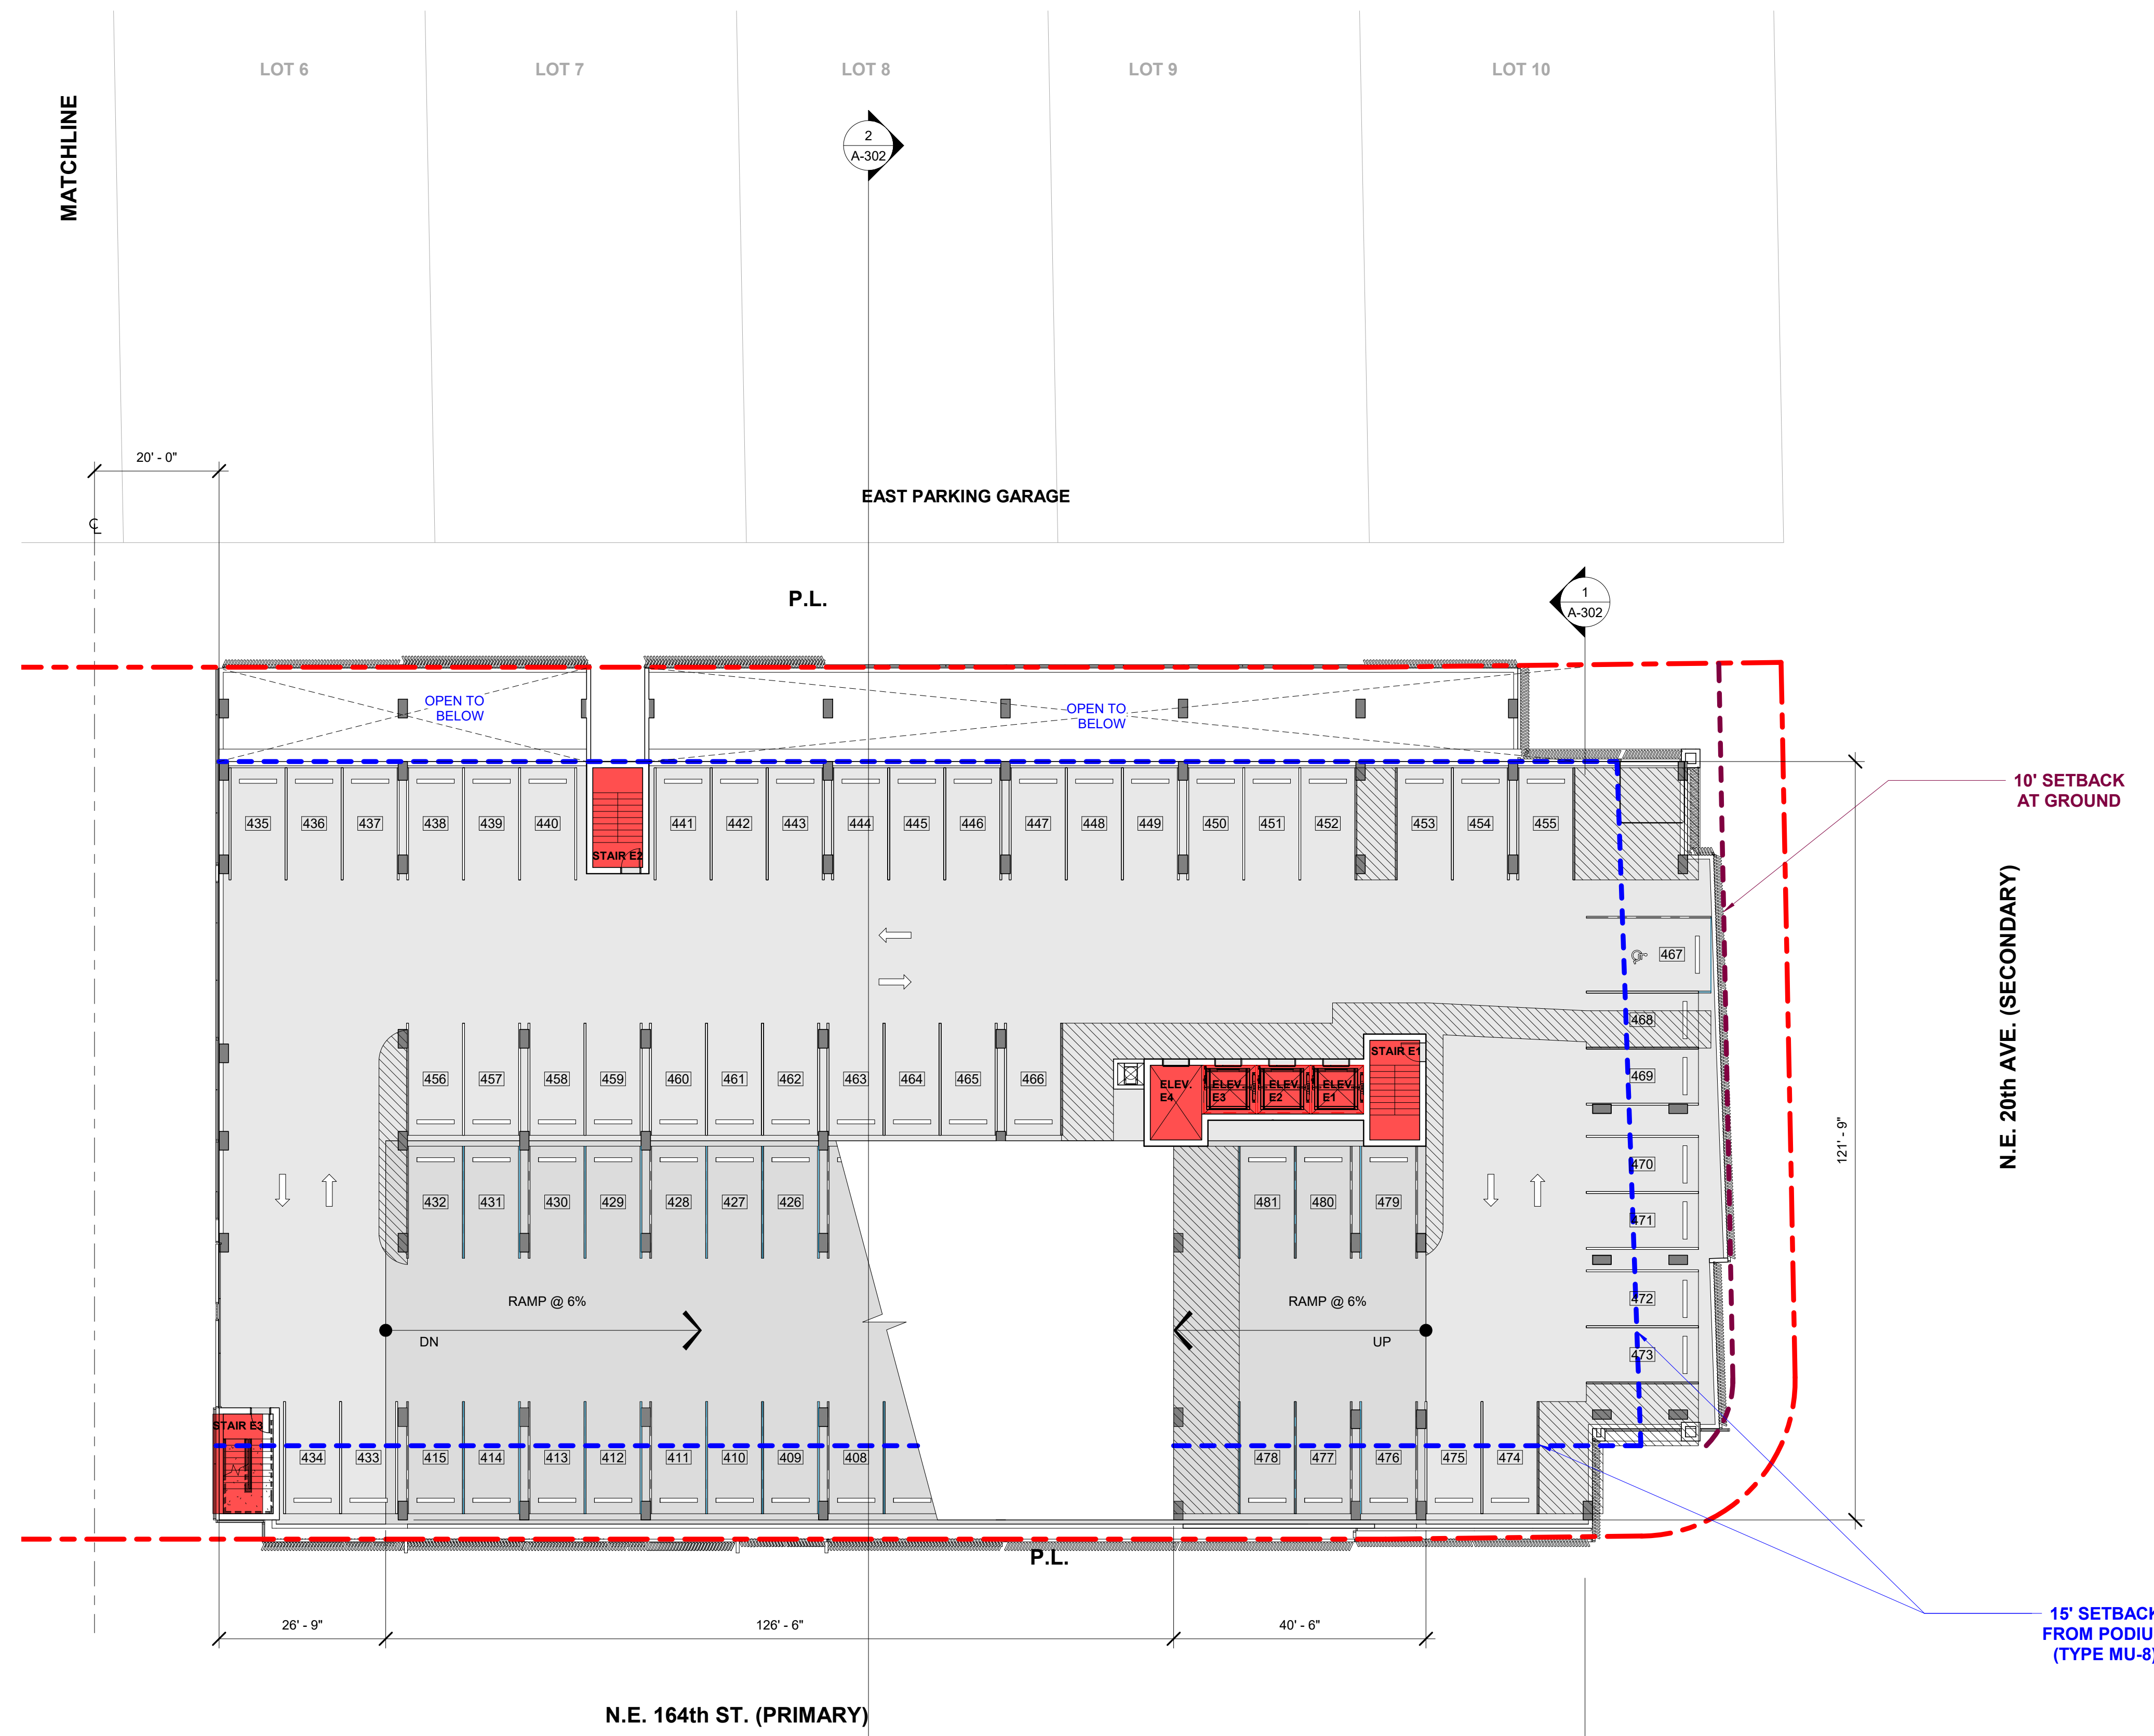 LOT 6
LOT 7
LOT 8
LOT 9
LOT 10
MATCHLINE
2
A-302
20' - 0"
EAST PARKING GARAGE
P.L.
1
A-302
OPEN TO
BELOW
OPEN TO
BELOW
10' SETBACK
AT GROUND
435
436
437
438
439
440
441
442
443
444
445
446
447
448
449
450
451
452
453
454
455
STAIR E2
N.E. 20th AVE. (SECONDARY)
467
468
469
470
471
472
473
STAIR E1
ELEV.
E4
ELEV.
E3
ELEV.
E2
ELEV.
E1
456
457
458
459
460
461
462
463
464
465
466
121' - 9"
432
431
430
429
428
427
426
481
480
479
RAMP @ 6%
DN
RAMP @ 6%
UP
STAIR E3
434
433
415
414
413
412
411
410
409
408
478
477
476
475
474
P.L.
26' - 9"
126' - 6"
40' - 6"
15' SETBACK
FROM PODIU
(TYPE MU-8)
N.E. 164th ST. (PRIMARY)